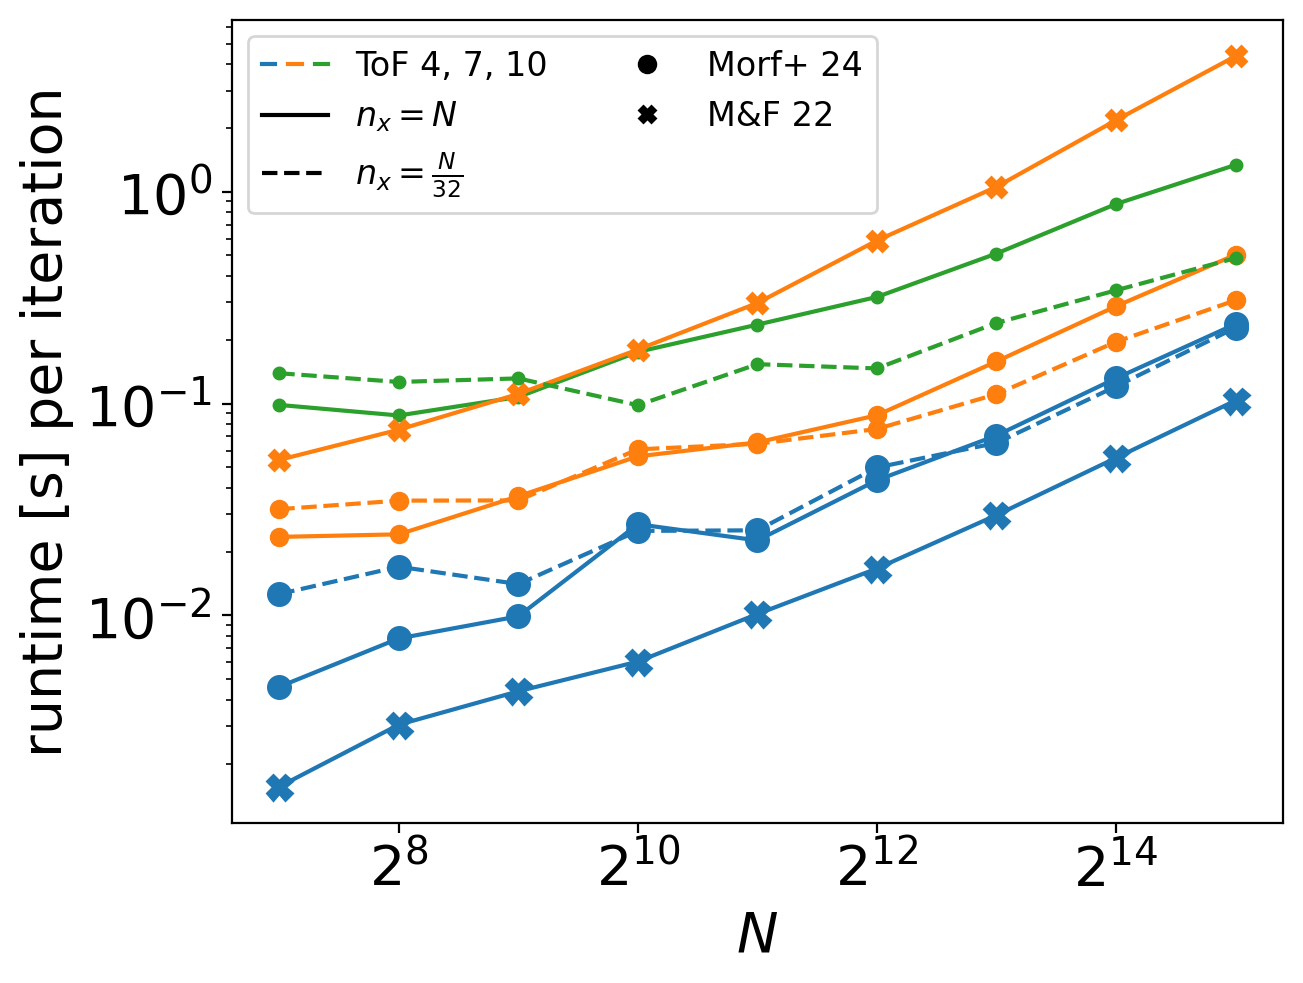 ToF 4, 7, 10
n_x = N
n_x = N/32
Morf+ 24
M&F 22
runtime [s] per iteration
10^0
10^-1
10^-2
2^8 2^10 2^12 2^14
N